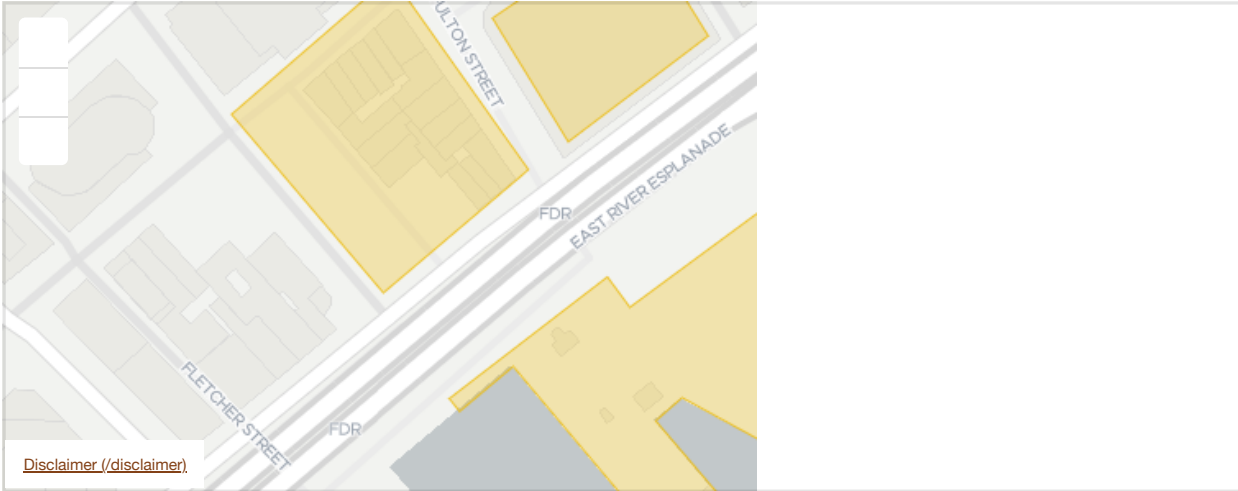 ULTON STREET
EAST RIVER ESPLANADE
FDR
FLETCHER STREET
FDR
Disclaimer (/disclaimer)